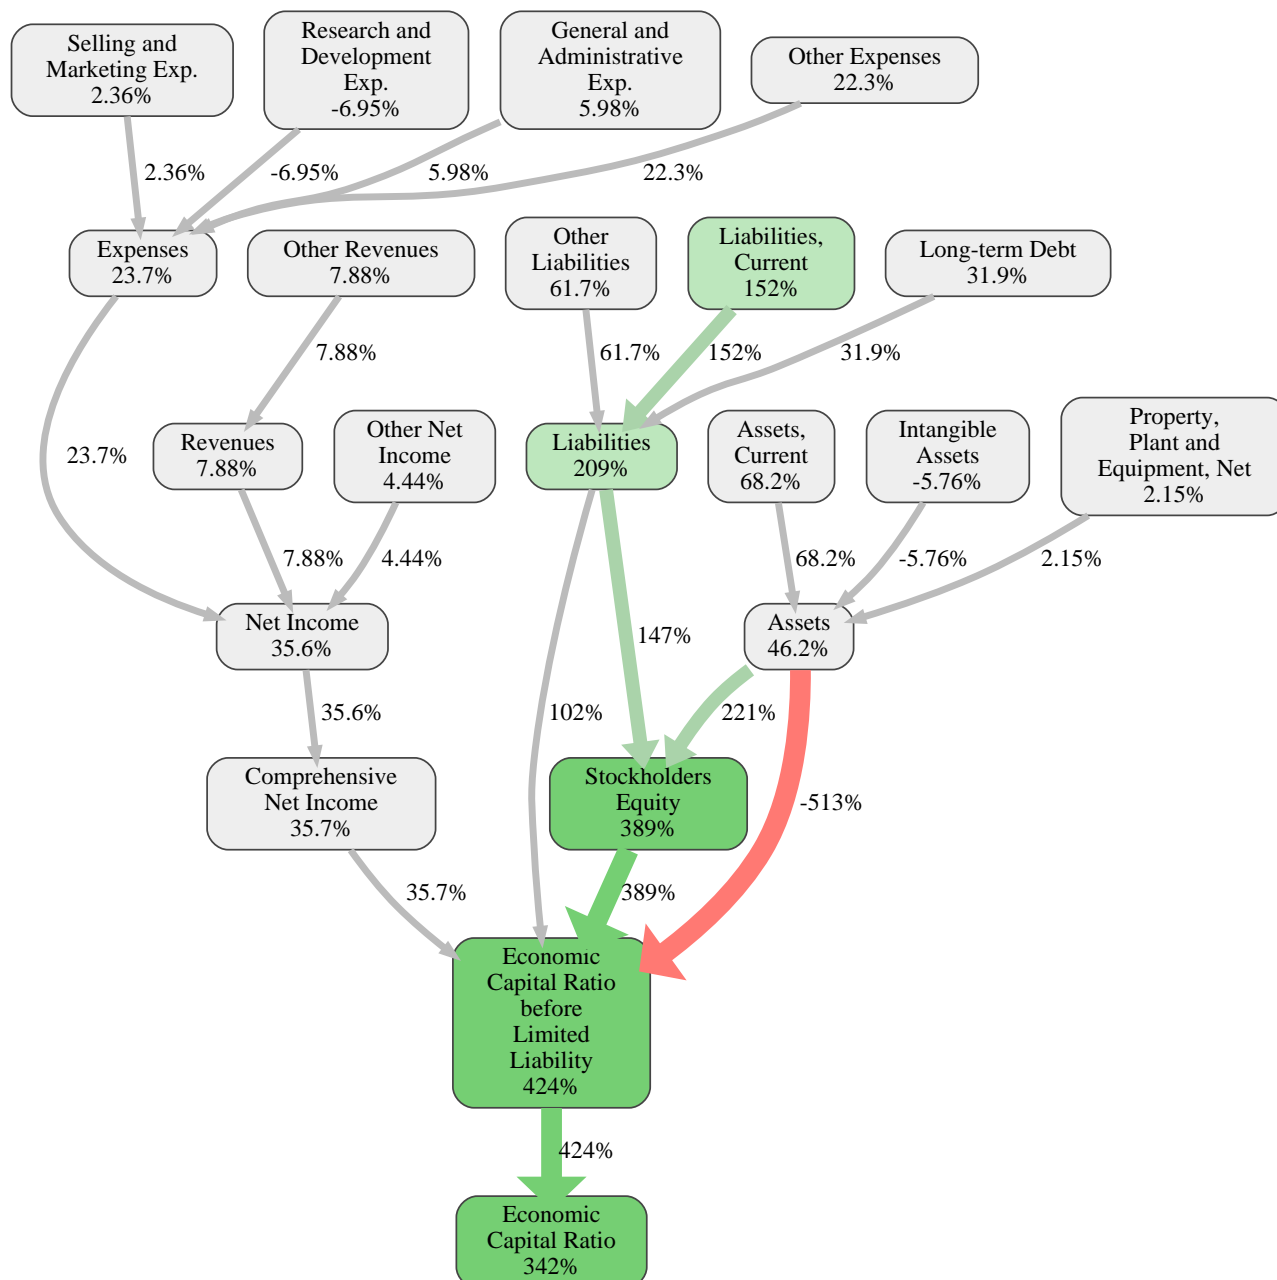 Selling and
Marketing Exp.
2.36%
Research and
Development
Exp.
-6.95%
General and
Administrative
Exp.
5.98%
Other Expenses
22.3%
2.36%
-6.95%
5.98%
22.3%
Expenses
23.7%
Other Revenues
7.88%
Other
Liabilities
61.7%
Liabilities,
Current
152%
Long-term Debt
31.9%
7.88%
61.7%
152%
31.9%
23.7%
Revenues
7.88%
Other Net
Income
4.44%
Liabilities
209%
Assets,
Current
68.2%
Intangible
Assets
-5.76%
Property,
Plant and
Equipment, Net
2.15%
7.88%
4.44%
68.2%
-5.76%
2.15%
Net Income
35.6%
147%
Assets
46.2%
35.6%
102%
221%
Comprehensive
Net Income
35.7%
Stockholders
Equity
389%
-513%
35.7%
389%
Economic
Capital Ratio
before
Limited
Liability
424%
424%
Economic
Capital Ratio
342%